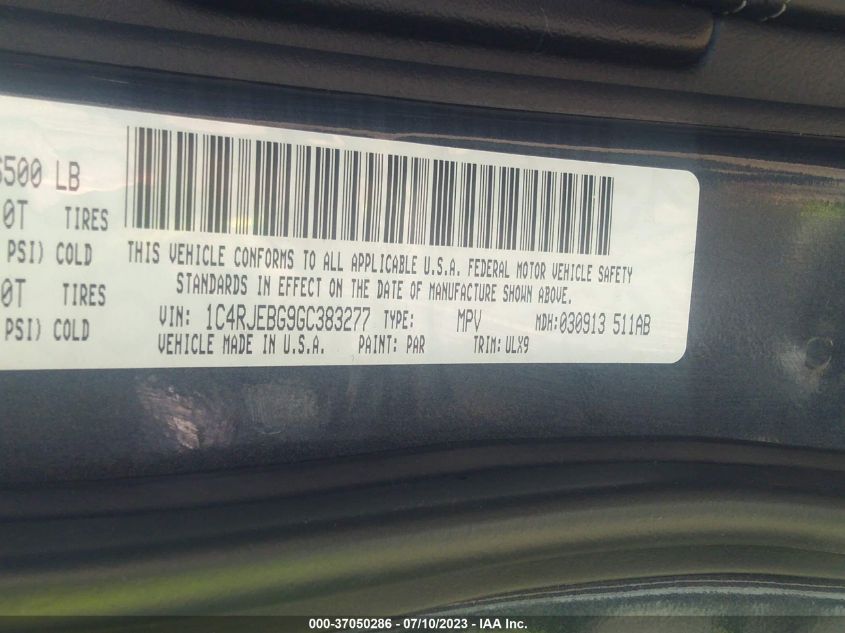 6500 LB
0T TIRES
PSI) COLD
0T TIRES
PSI) COLD
THIS VEHICLE CONFORMS TO ALL APPLICABLE U.S.A. FEDERAL MOTOR VEHICLE SAFETY
STANDARDS IN EFFECT ON THE DATE OF MANUFACTURE SHOWN ABOVE.
VIN: 1C4RJEBG9GC383277 TYPE: MPV MDH:030913 511AB
VEHICLE MADE IN U.S.A. PAINT: PAR TRIM:ULX9
000-37050286 - 07/10/2023 - IAA Inc.